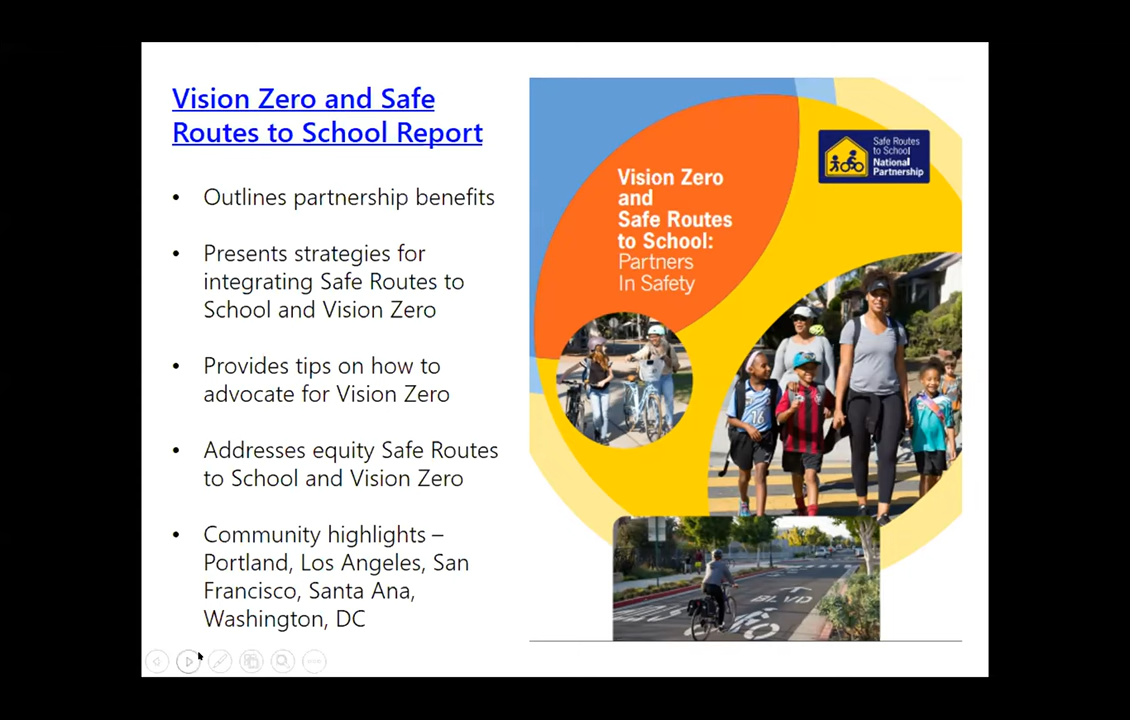 Vision Zero and Safe
Routes to School Report
• Outlines partnership benefits
• Presents strategies for
integrating Safe Routes to
School and Vision Zero
• Provides tips on how to
advocate for Vision Zero
• Addresses equity Safe Routes
to School and Vision Zero
• Community highlights –
Portland, Los Angeles, San
Francisco, Santa Ana,
Washington, DC
Vision Zero
and
Safe Routes
to School:
Partners
In Safety
Safe Routes
to School
National
Partnership
16
BLVD